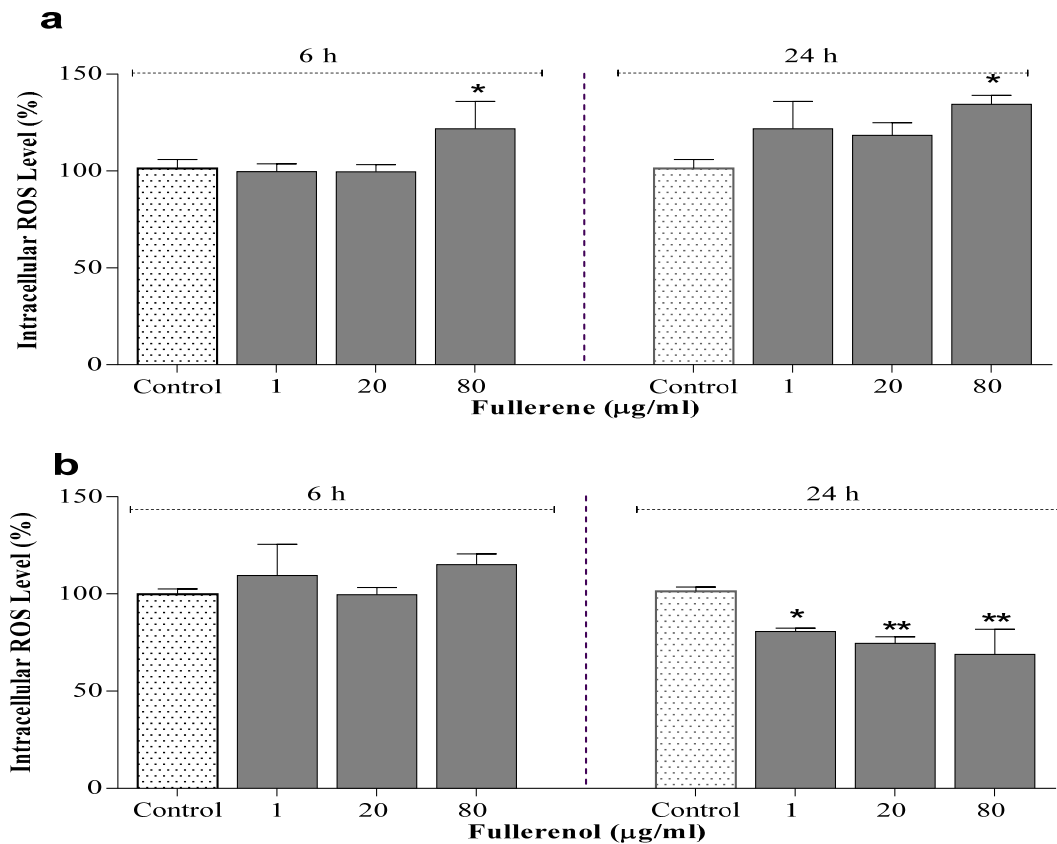 a
6 h
24 h
Intracellular ROS Level (%)
150
*
*
100
50
0
Control 1 20 80 Control 1 20 80
Fullerene (μg/ml)
b
6 h
24 h
Intracellular ROS Level (%)
150
100
* ** **
50
0
Control 1 20 80 Control 1 20 80
Fullerenol (μg/ml)